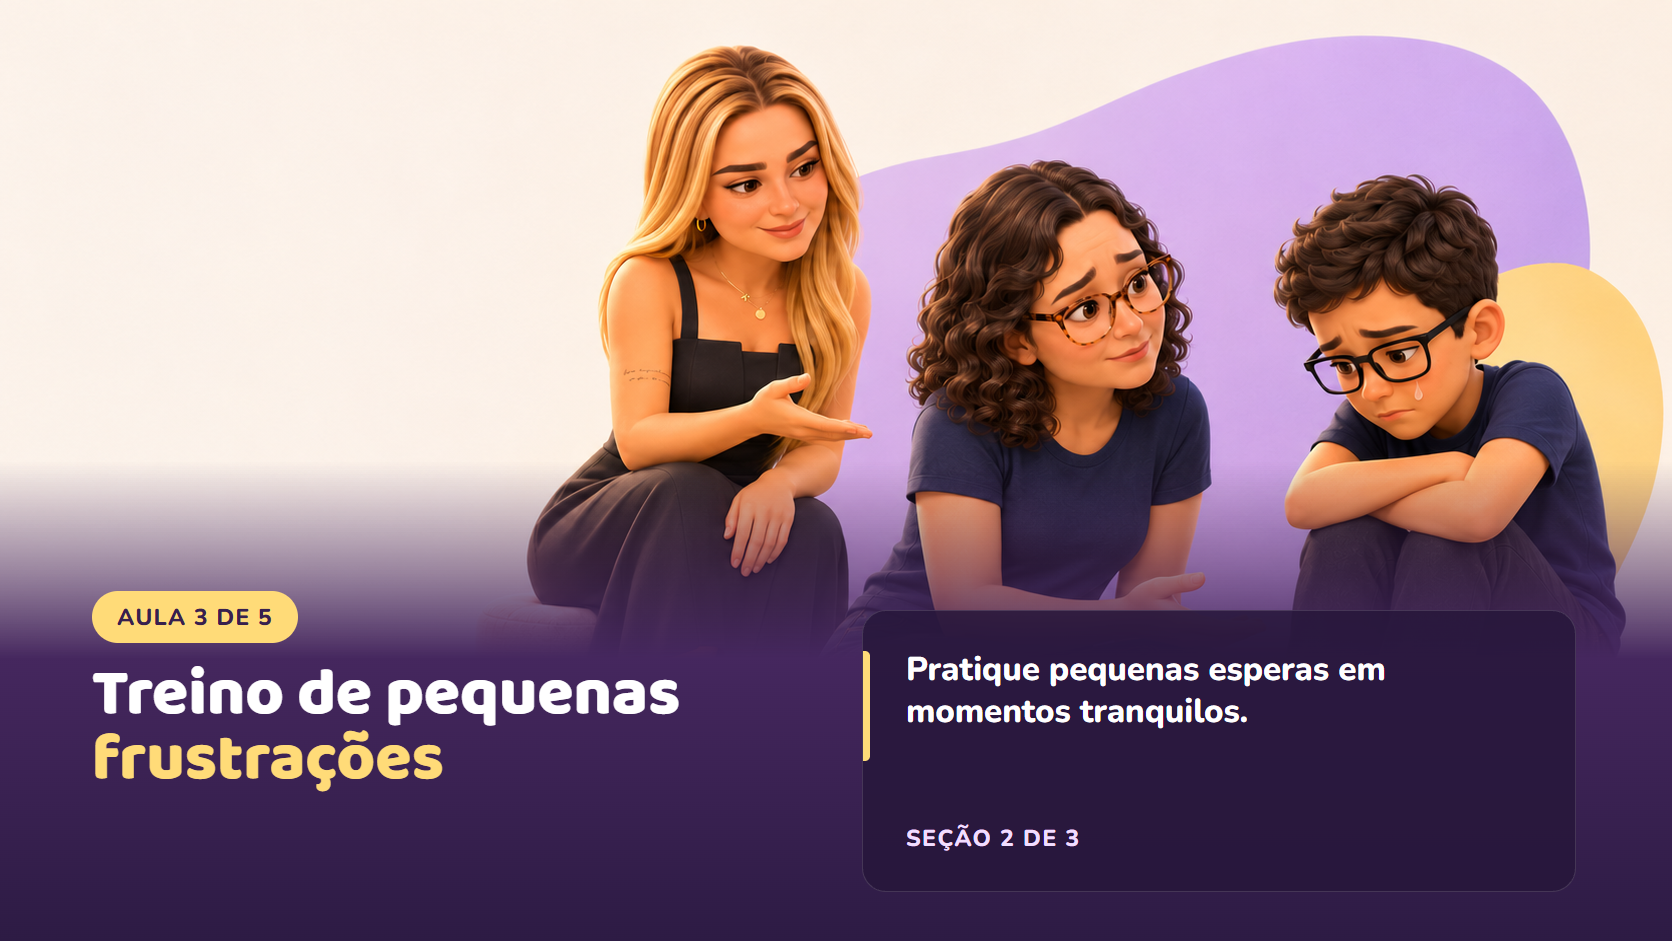 AULA 3 DE 5
Treino de pequenas
frustrações
Pratique pequenas esperas em
momentos tranquilos.
SEÇÃO 2 DE 3